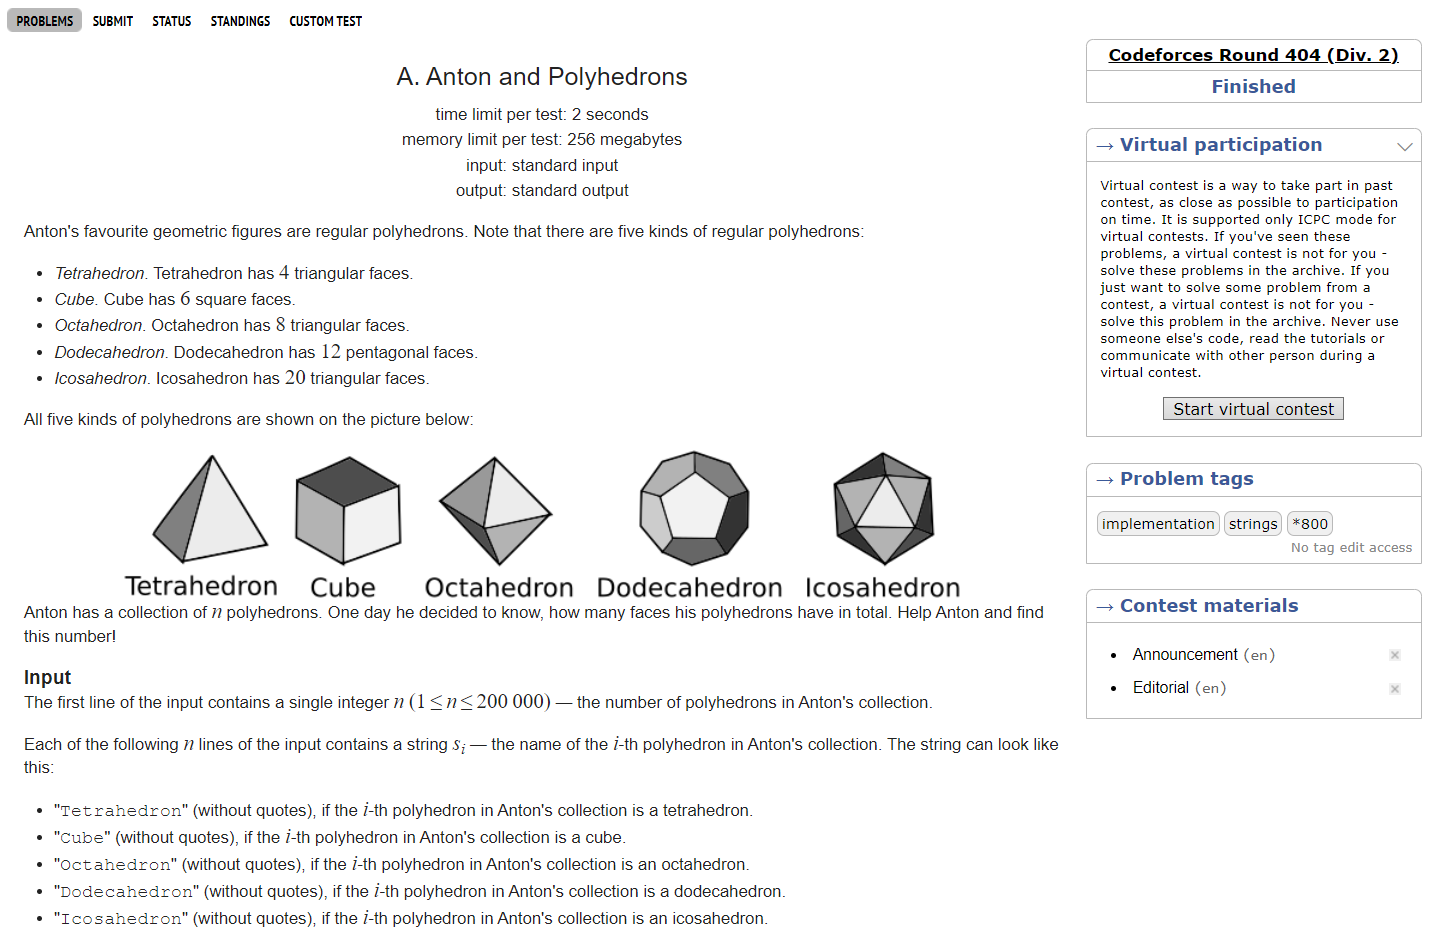 PROBLEMS SUBMIT STATUS STANDINGS CUSTOM TEST
A. Anton and Polyhedrons
time limit per test: 2 seconds
memory limit per test: 256 megabytes
input: standard input
output: standard output
Anton's favourite geometric figures are regular polyhedrons. Note that there are five kinds of regular polyhedrons:
• Tetrahedron. Tetrahedron has 4 triangular faces.
• Cube. Cube has 6 square faces.
• Octahedron. Octahedron has 8 triangular faces.
• Dodecahedron. Dodecahedron has 12 pentagonal faces.
• Icosahedron. Icosahedron has 20 triangular faces.
All five kinds of polyhedrons are shown on the picture below:
Tetrahedron Cube Octahedron Dodecahedron Icosahedron
Anton has a collection of n polyhedrons. One day he decided to know, how many faces his polyhedrons have in total. Help Anton and find
this number!
Input
The first line of the input contains a single integer n (1 ≤ n ≤ 200 000) — the number of polyhedrons in Anton's collection.
Each of the following n lines of the input contains a string s_i — the name of the i-th polyhedron in Anton's collection. The string can look like
this:
• "Tetrahedron" (without quotes), if the i-th polyhedron in Anton's collection is a tetrahedron.
• "Cube" (without quotes), if the i-th polyhedron in Anton's collection is a cube.
• "Octahedron" (without quotes), if the i-th polyhedron in Anton's collection is an octahedron.
• "Dodecahedron" (without quotes), if the i-th polyhedron in Anton's collection is a dodecahedron.
• "Icosahedron" (without quotes), if the i-th polyhedron in Anton's collection is an icosahedron.
Codeforces Round 404 (Div. 2)
Finished
→ Virtual participation
Virtual contest is a way to take part in past
contest, as close as possible to participation
on time. It is supported only ICPC mode for
virtual contests. If you've seen these
problems, a virtual contest is not for you -
solve these problems in the archive. If you
just want to solve some problem from a
contest, a virtual contest is not for you -
solve this problem in the archive. Never use
someone else's code, read the tutorials or
communicate with other person during a
virtual contest.
Start virtual contest
→ Problem tags
implementation strings *800
No tag edit access
→ Contest materials
• Announcement (en)
• Editorial (en)